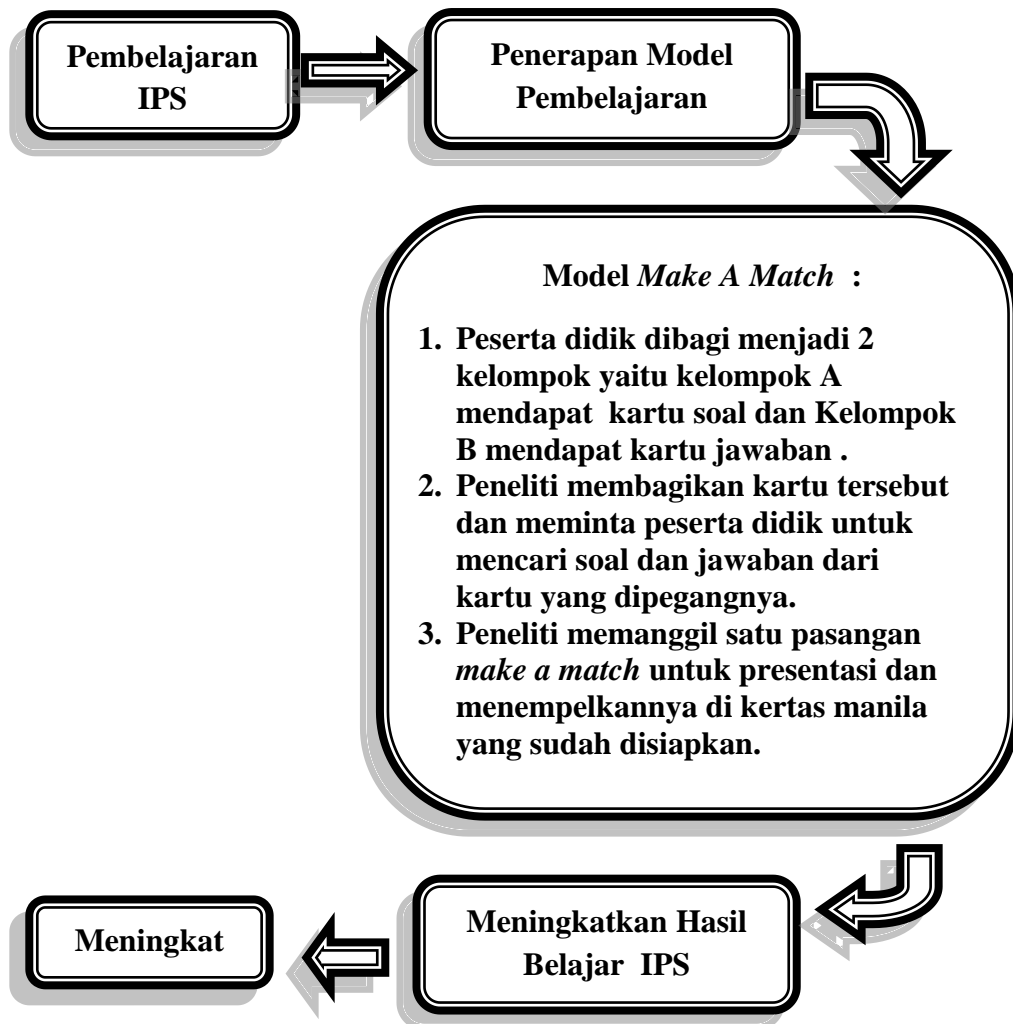 Pembelajaran
IPS
Penerapan Model
Pembelajaran
Model Make A Match :
1. Peserta didik dibagi menjadi 2
kelompok yaitu kelompok A
mendapat kartu soal dan Kelompok
B mendapat kartu jawaban .
2. Peneliti membagikan kartu tersebut
dan meminta peserta didik untuk
mencari soal dan jawaban dari
kartu yang dipegangnya.
3. Peneliti memanggil satu pasangan
make a match untuk presentasi dan
menempelkannya di kertas manila
yang sudah disiapkan.
Meningkatkan Hasil
Belajar IPS
Meningkat